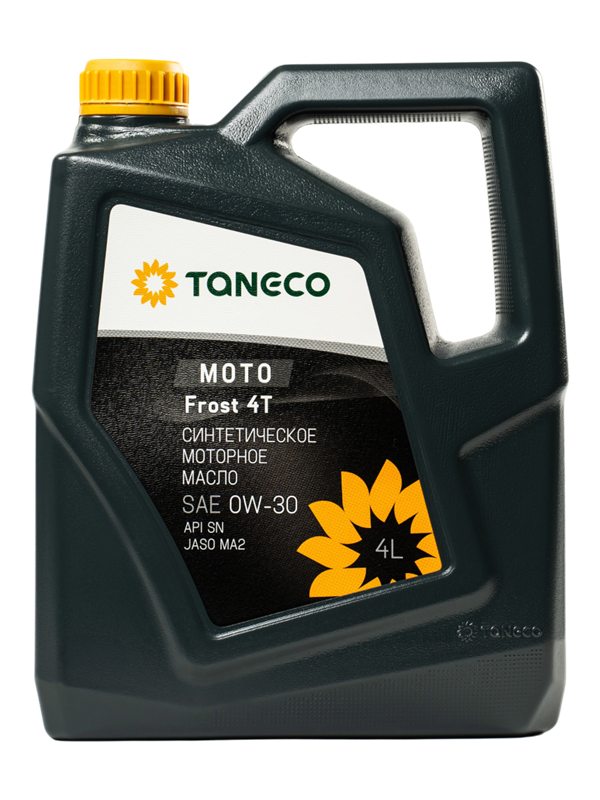 TANECO
MOTO
Frost 4T
СИНТЕТИЧЕСКОЕ
МОТОРНОЕ
МАСЛО
SAE 0W-30
API SN
JASO MA2
4L
TANECO